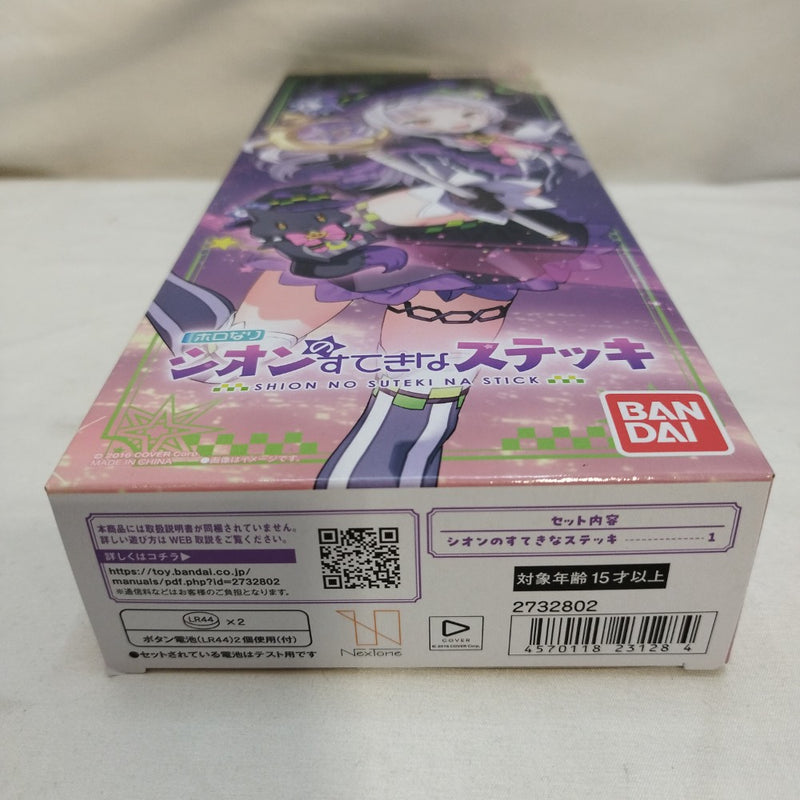 ホロなり
シオンのすてきなステッキ
SHION NO SUTEKI NA STICK
BAN
DAI
© 2016 COVER Corp.
MADE IN CHINA
●画像はイメージです。
本商品には取扱説明書が同梱されていません。
詳しい遊び方は WEB 取説をご覧ください。
詳しくはコチラ▶
https://toy.bandai.co.jp/
manuals/pdf.php?id=2732802
※通信料などはお客様のご負担となります。
セット内容
シオンのすてきなステッキ 1
対象年齢 15才以上
2732802
LR44 ×2
ボタン電池(LR44)2個使用(付)
●セットされている電池はテスト用です
NexTone
COVER
© 2016 COVER Corp.
4570118 231284